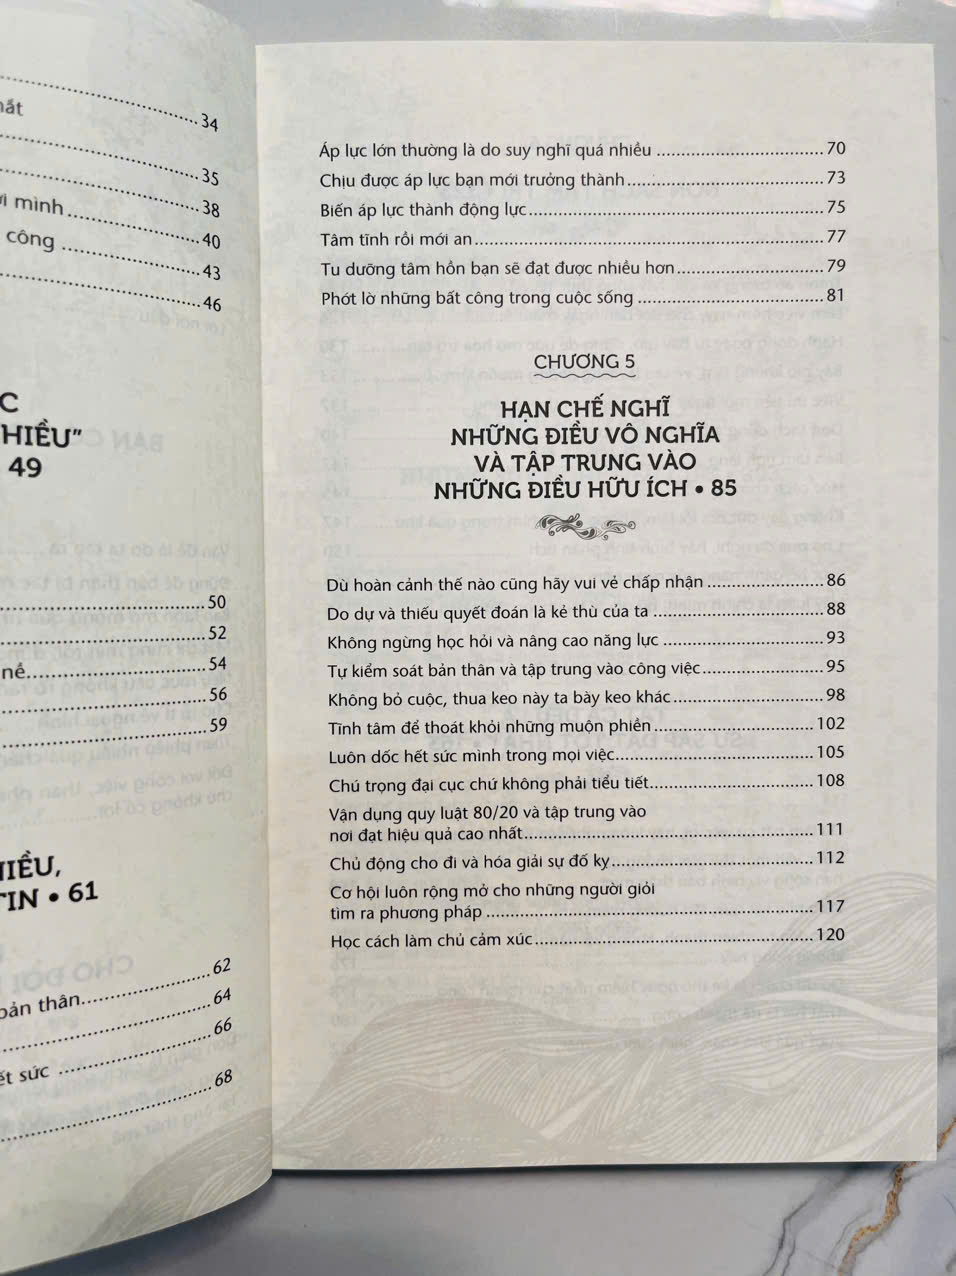 34
35
38
mình 40
công 43
46
HIỀU”
49
50
52
nề 54
56
59
TIN • 61
62
bản thân 64
66
sức 68
Áp lực lớn thường là do suy nghĩ quá nhiều 70
Chịu được áp lực bạn mới trưởng thành 73
Biến áp lực thành động lực 75
Tâm tĩnh rồi mới an 77
Tu dưỡng tâm hồn bạn sẽ đạt được nhiều hơn 79
Phớt lờ những bất công trong cuộc sống 81
CHƯƠNG 5
HẠN CHẾ NGHĨ
NHỮNG ĐIỀU VÔ NGHĨA
VÀ TẬP TRUNG VÀO
NHỮNG ĐIỀU HỮU ÍCH • 85
Dù hoàn cảnh thế nào cũng hãy vui vẻ chấp nhận 86
Do dự và thiếu quyết đoán là kẻ thù của ta 88
Không ngừng học hỏi và nâng cao năng lực 93
Tự kiểm soát bản thân và tập trung vào công việc 95
Không bỏ cuộc, thua keo này ta bày keo khác 98
Tĩnh tâm để thoát khỏi những muộn phiền 102
Luôn dốc hết sức mình trong mọi việc 105
Chú trọng đại cục chứ không phải tiểu tiết 108
Vận dụng quy luật 80/20 và tập trung vào
nơi đạt hiệu quả cao nhất 111
Chủ động cho đi và hóa giải sự đố kỵ 112
Cơ hội luôn rộng mở cho những người giỏi
tìm ra phương pháp 117
Học cách làm chủ cảm xúc 120